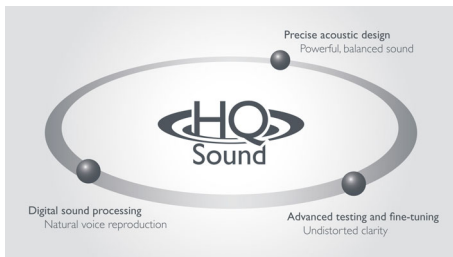 Precise acoustic design
Powerful, balanced sound
HQ
Sound
Digital sound processing
Natural voice reproduction
Advanced testing and fine-tuning
Undistorted clarity